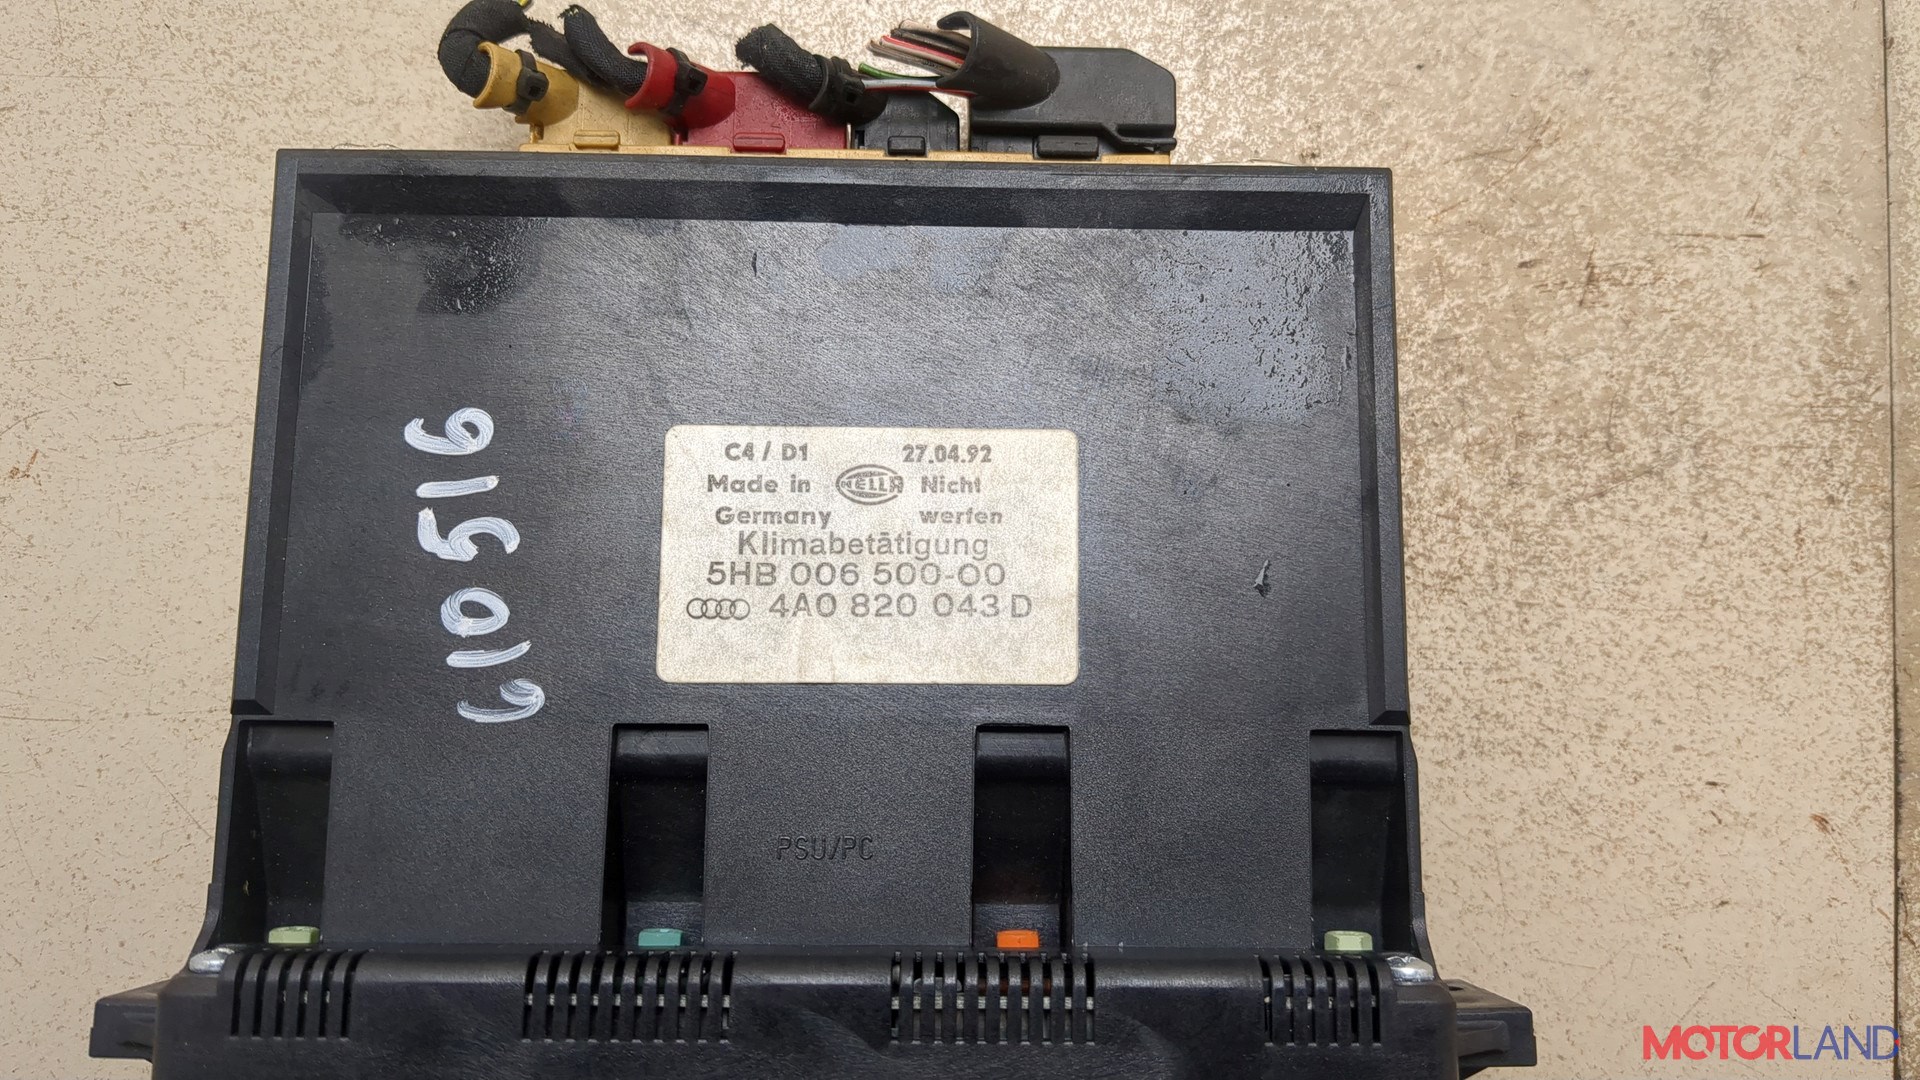 C4 / D1 27.04.92
Made in HELLA Nicht
Germany werfen
Klimabetätigung
5HB 006 500-00
4A0 820 043 D
610516
PSU/PC
MOTORLAND